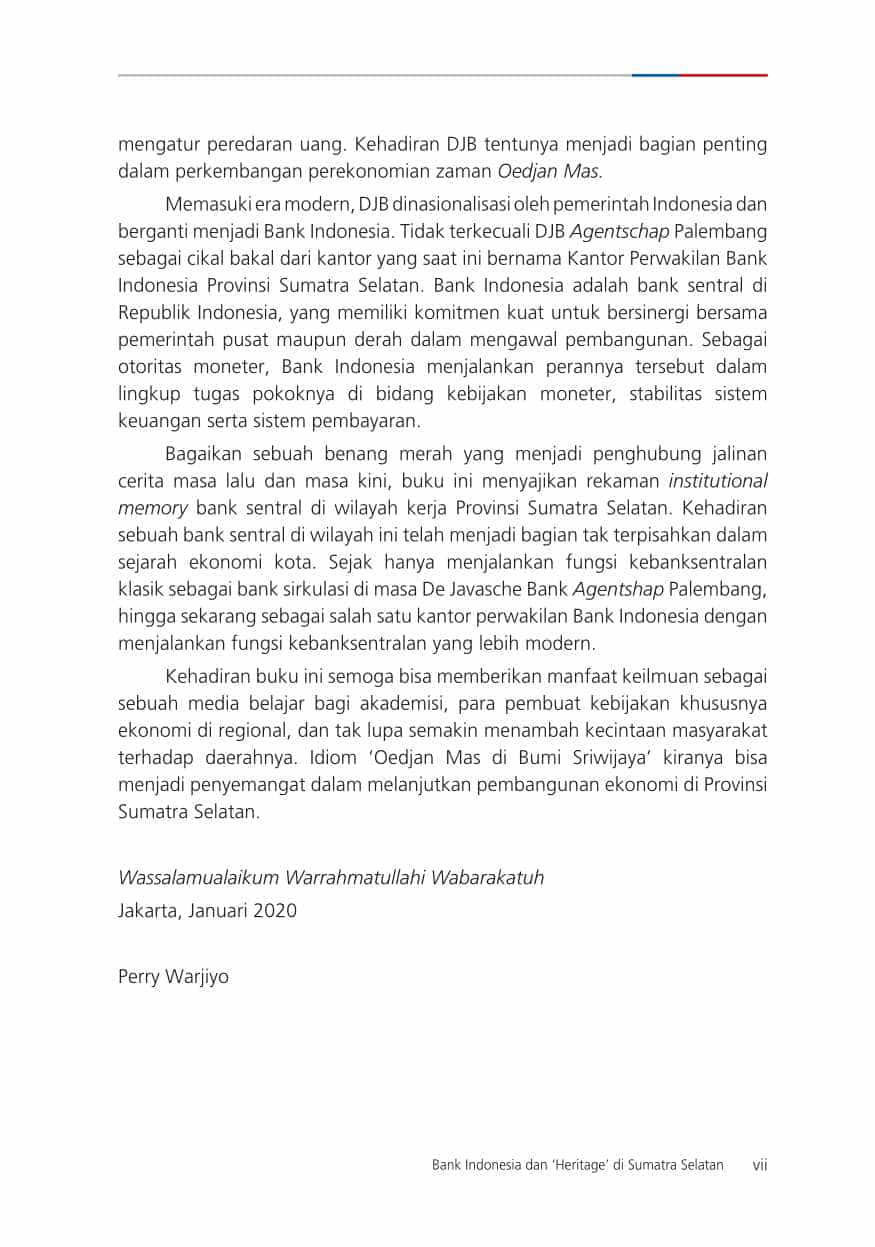 mengatur peredaran uang. Kehadiran DJB tentunya menjadi bagian penting
dalam perkembangan perekonomian zaman Oedjan Mas.
Memasuki era modern, DJB dinasionalisasi oleh pemerintah Indonesia dan
berganti menjadi Bank Indonesia. Tidak terkecuali DJB Agentschap Palembang
sebagai cikal bakal dari kantor yang saat ini bernama Kantor Perwakilan Bank
Indonesia Provinsi Sumatra Selatan. Bank Indonesia adalah bank sentral di
Republik Indonesia, yang memiliki komitmen kuat untuk bersinergi bersama
pemerintah pusat maupun derah dalam mengawal pembangunan. Sebagai
otoritas moneter, Bank Indonesia menjalankan perannya tersebut dalam
lingkup tugas pokoknya di bidang kebijakan moneter, stabilitas sistem
keuangan serta sistem pembayaran.
Bagaikan sebuah benang merah yang menjadi penghubung jalinan
cerita masa lalu dan masa kini, buku ini menyajikan rekaman institutional
memory bank sentral di wilayah kerja Provinsi Sumatra Selatan. Kehadiran
sebuah bank sentral di wilayah ini telah menjadi bagian tak terpisahkan dalam
sejarah ekonomi kota. Sejak hanya menjalankan fungsi kebanksentralan
klasik sebagai bank sirkulasi di masa De Javasche Bank Agentshap Palembang,
hingga sekarang sebagai salah satu kantor perwakilan Bank Indonesia dengan
menjalankan fungsi kebanksentralan yang lebih modern.
Kehadiran buku ini semoga bisa memberikan manfaat keilmuan sebagai
sebuah media belajar bagi akademisi, para pembuat kebijakan khususnya
ekonomi di regional, dan tak lupa semakin menambah kecintaan masyarakat
terhadap daerahnya. Idiom ‘Oedjan Mas di Bumi Sriwijaya’ kiranya bisa
menjadi penyemangat dalam melanjutkan pembangunan ekonomi di Provinsi
Sumatra Selatan.
Wassalamualaikum Warrahmatullahi Wabarakatuh
Jakarta, Januari 2020
Perry Warjiyo
Bank Indonesia dan ‘Heritage’ di Sumatra Selatan vii